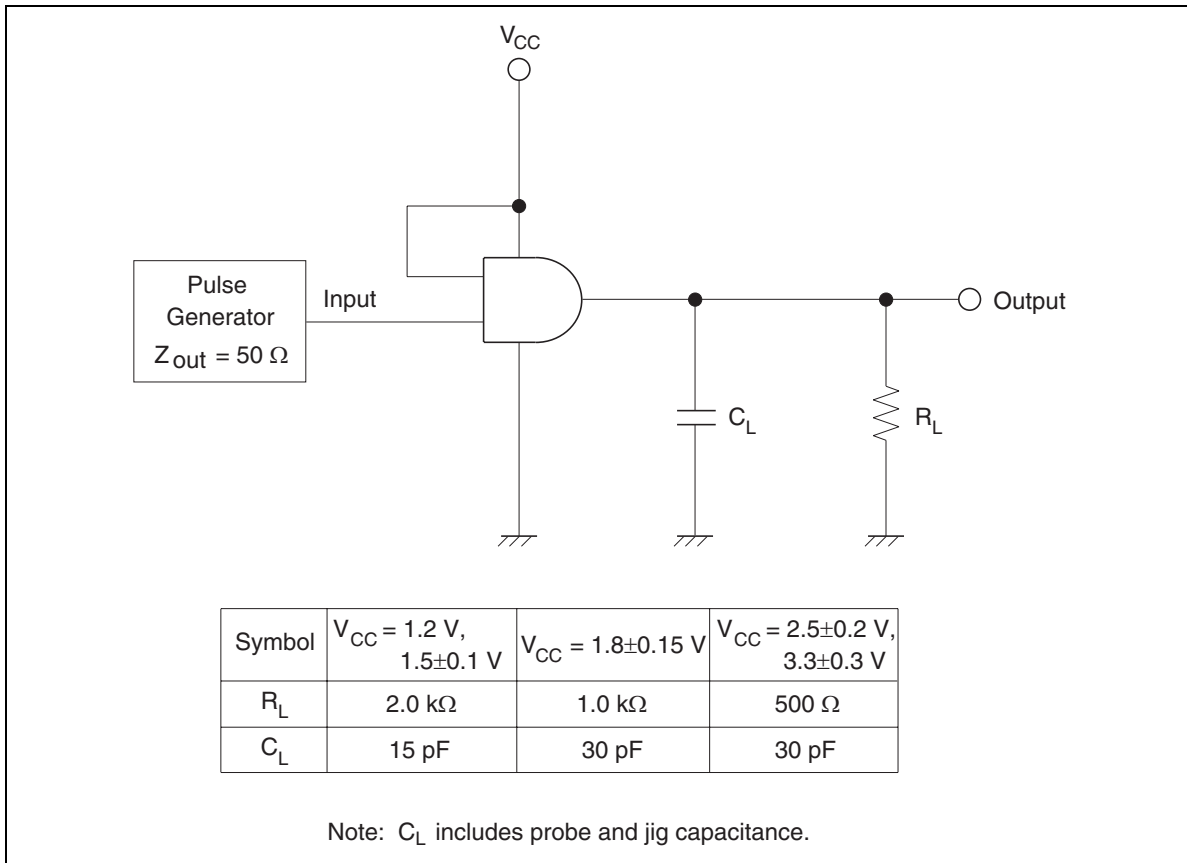 VCC
Pulse
Generator
Zout = 50 Ω
Input
Output
CL
RL
Symbol
VCC = 1.2 V,
1.5±0.1 V
VCC = 1.8±0.15 V
VCC = 2.5±0.2 V,
3.3±0.3 V
RL
2.0 kΩ
1.0 kΩ
500 Ω
CL
15 pF
30 pF
30 pF
Note: CL includes probe and jig capacitance.